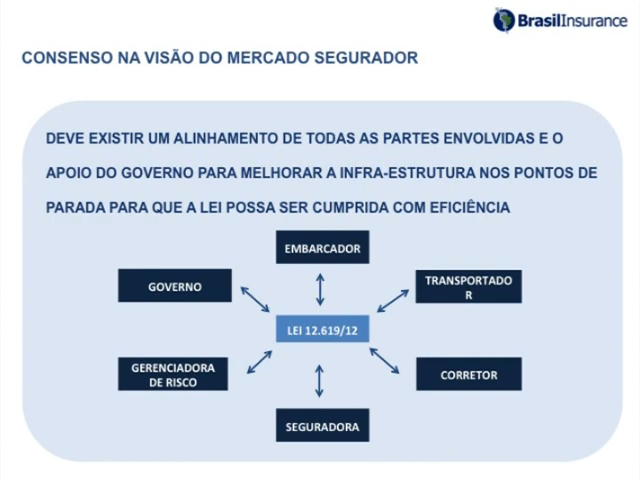 BrasilInsurance
CONSENSO NA VISÃO DO MERCADO SEGURADOR
DEVE EXISTIR UM ALINHAMENTO DE TODAS AS PARTES ENVOLVIDAS E O
APOIO DO GOVERNO PARA MELHORAR A INFRA-ESTRUTURA NOS PONTOS DE
PARADA PARA QUE A LEI POSSA SER CUMPRIDA COM EFICIÊNCIA
EMBARCADOR
GOVERNO
TRANSPORTADO
R
LEI 12.619/12
GERENCIADORA
DE RISCO
CORRETOR
SEGURADORA